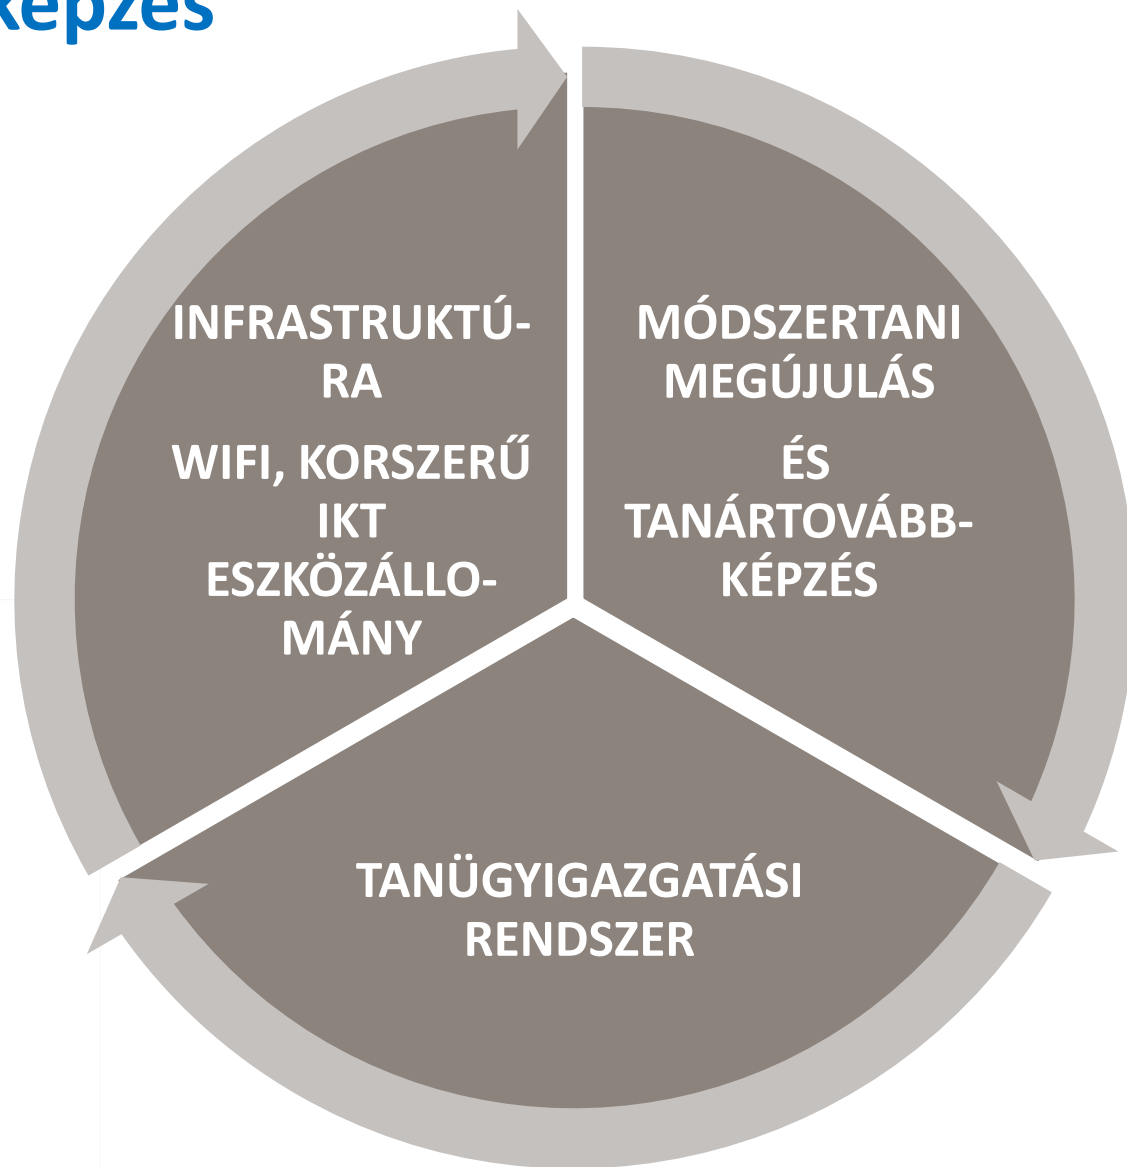 képzés
INFRASTRUKTÚ-
RA
WIFI, KORSZERŰ
IKT
ESZKÖZÁLLO-
MÁNY
MÓDSZERTANI
MEGÚJULÁS
ÉS
TANÁRTOVÁBB-
KÉPZÉS
TANÜGYIGAZGATÁSI
RENDSZER